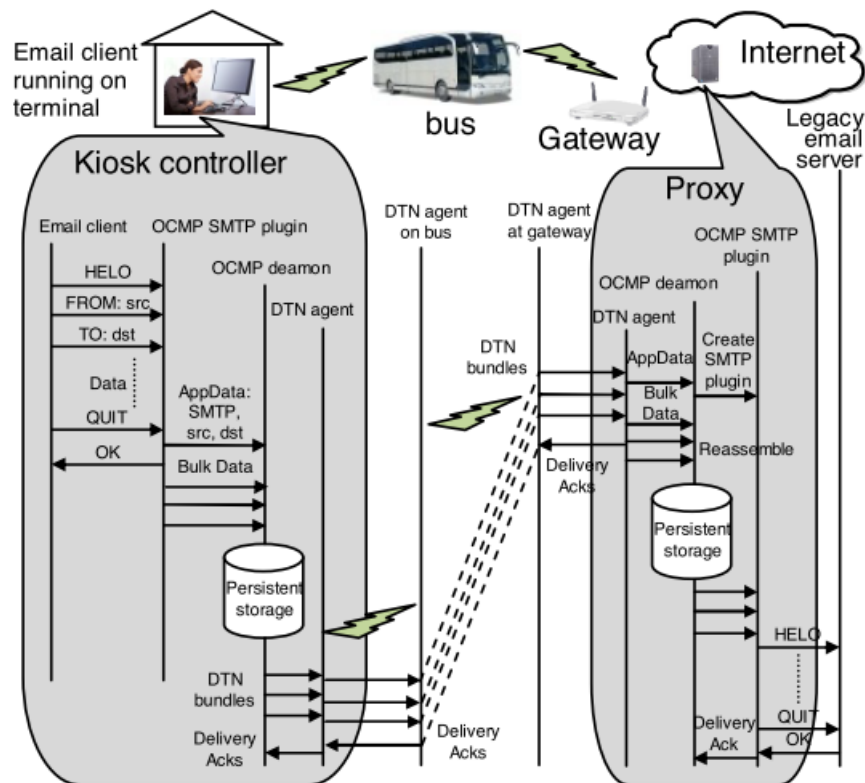 Email client
running on
terminal
bus
Gateway
Internet
Legacy
email
server
Kiosk controller
Proxy
Email client
OCMP SMTP plugin
OCMP deamon
DTN agent
DTN agent
on bus
DTN agent
at gateway
OCMP SMTP
plugin
OCMP deamon
DTN agent
HELO
FROM: src
TO: dst
Data
QUIT
OK
AppData:
SMTP,
src, dst
Bulk Data
Persistent
storage
DTN
bundles
Delivery
Acks
Delivery
Acks
DTN
bundles
Delivery
Acks
AppData
Bulk
Data
Create
SMTP
plugin
Reassemble
Persistent
storage
HELO
QUIT
OK
Delivery
Ack